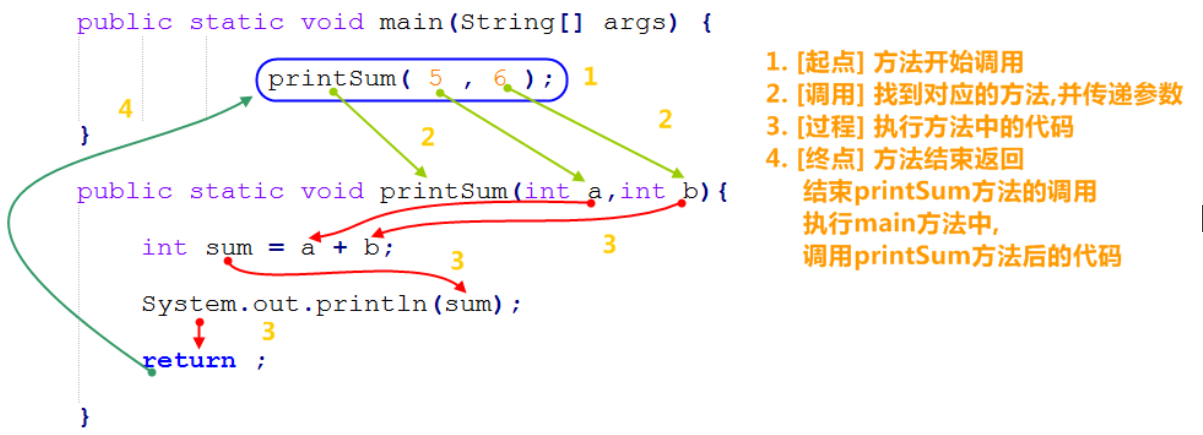 public static void main(String[] args) {
printSum( 5 , 6 ); 1
4
2
2
}
public static void printSum(int a,int b){
3
int sum = a + b;
3
System.out.println(sum);
3
return ;
}
1. [起点] 方法开始调用
2. [调用] 找到对应的方法,并传递参数
3. [过程] 执行方法中的代码
4. [终点] 方法结束返回
结束printSum方法的调用
执行main方法中,
调用printSum方法后的代码